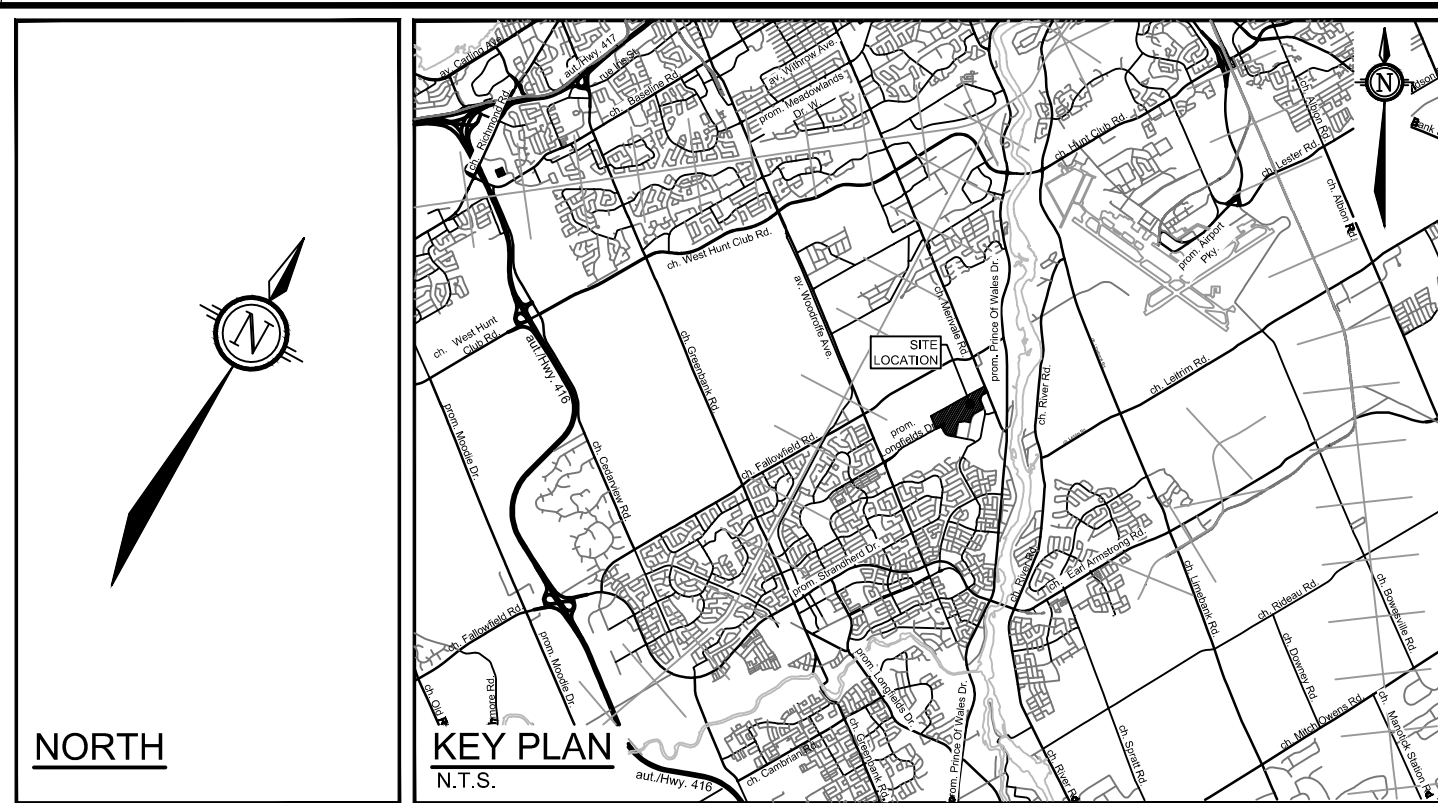 N
NORTH
av. Carling Ave.
aut./Hwy. 417
ch. Richmond Rd.
ch. Baseline Rd.
av. Withrow Ave.
prom. Meadowlands
Dr. W.
ch. Hunt Club Rd.
ch. Albion Rd.
ch. Lester Rd.
N
ch. Albion Rd.
prom. Airport
Pky.
ch. West Hunt Club Rd.
ch. West Hunt
Club Rd.
aut./Hwy. 416
ch. Greenbank Rd.
av. Woodroffe Ave.
ch. Merivale Rd.
prom. Prince Of Wales Dr.
SITE
LOCATION
ch. River Rd.
ch. Leitrim Rd.
prom. Moodie Dr.
ch. Cedarview Rd.
ch. Fallowfield Rd.
prom.
Longfields Dr.
prom. Strandherd Dr.
ch. River Rd.
ch. Earl Armstrong Rd.
ch. Limebank Rd.
ch. Rideau Rd.
ch. Bowesville Rd.
ch. Fallowfield Rd.
prom. Moodie Dr.
ch. Downey Rd.
prom. Longfields Dr.
prom. Prince Of Wales Dr.
ch. Mitch Owens Rd.
ch. Manotick Station
ch. Spratt Rd.
ch. River
ch. Greenbank Rd.
ch. Cambrian Rd.
aut./Hwy. 416
KEY PLAN
N.T.S.